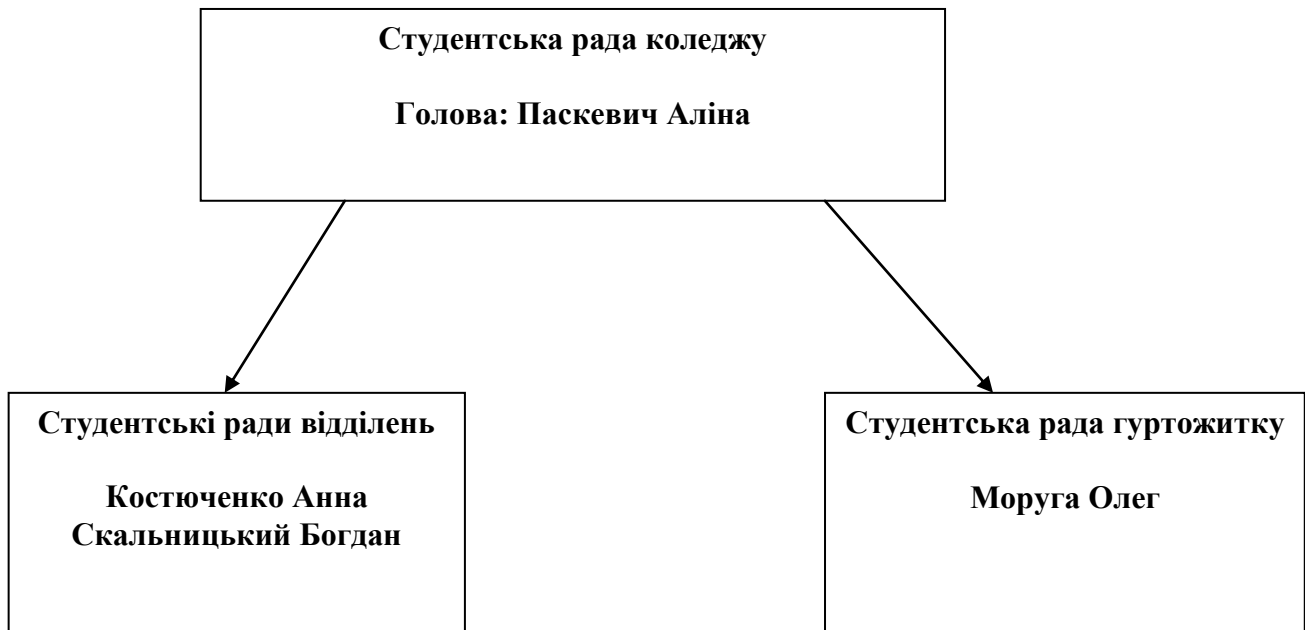 Студентська рада коледжу
Голова: Паскевич Аліна
Студентські ради відділень
Костюченко Анна
Скальницький Богдан
Студентська рада гуртожитку
Моруга Олег